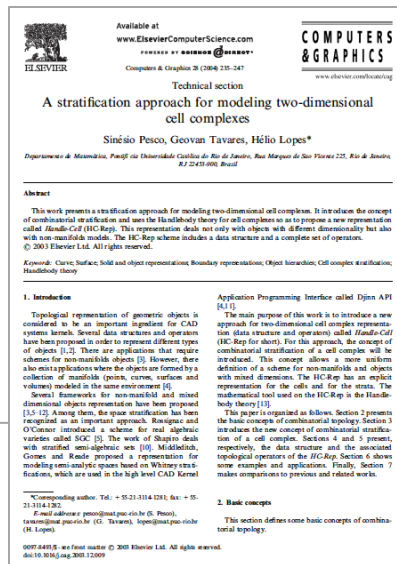 Available at
www.ElsevierComputerScience.com
POWERED BY SCIENCE @DIRECT®
COMPUTERS
& GRAPHICS
ELSEVIER
Computers & Graphics 28 (2004) 235–247
www.elsevier.com/locate/cag
Technical section
A stratification approach for modeling two-dimensional
cell complexes
Sinésio Pesco, Geovan Tavares, Hélio Lopes*
Departamento de Matemática, Pontifícia Universidade Católica do Rio de Janeiro, Rua Marques de Sao Vicente 225, Rio de Janeiro,
RJ 22453-900, Brazil
Abstract
This work presents a stratification approach for modeling two-dimensional cell complexes. It introduces the concept
of combinatorial stratification and uses the Handlebody theory for cell complexes so as to propose a new representation
called Handle-Cell (HC-Rep). This representation deals not only with objects with different dimensionality but also
with non-manifolds models. The HC-Rep scheme includes a data structure and a complete set of operators.
© 2003 Elsevier Ltd. All rights reserved.
Keywords: Curve; Surface; Solid and object representations; Boundary representations; Object hierarchies; Cell complex stratification;
Handlebody theory
1. Introduction
Topological representation of geometric objects is
considered to be an important ingredient for CAD
systems kernels. Several data structures and operators
have been proposed in order to represent different types
of objects [1,2]. There are applications that require
schemes for non-manifolds objects [3]. However, there
also exist applications where the objects are formed by a
collection of manifolds (points, curves, surfaces and
volumes) modeled in the same environment [4].
Several frameworks for non-manifold and mixed
dimensional objects representation have been proposed
[3,5-12]. Among them, the space stratification has been
recognized as an important approach. Rossignac and
O'Connor introduced a scheme for real algebraic
varieties called SGC [5]. The work of Shapiro deals
with stratified semi-algebraic sets [10]. Middleditch,
Gomes and Reade proposed a representation for
modeling semi-analytic spaces based on Whitney strati-
fications, which are used in the high level CAD Kernel
*Corresponding author. Tel.: +55-21-3114-1281; fax: +55-
21-3114-1282.
E-mail addresses: pesco@mat.puc-rio.br (S. Pesco),
tavares@mat.puc-rio.br (G. Tavares), lopes@mat.puc-rio.br
(H. Lopes).
Application Programming Interface called Djinn API
[4,11].
The main purpose of this work is to introduce a new
approach for two-dimensional cell complex representa-
tion (data structure and operators) called Handle-Cell
(HC-Rep for short). For this approach, the concept of
combinatorial stratification of a cell complex will be
introduced. This concept allows a more uniform
definition of a scheme for non-manifolds and objects
with mixed dimensions. The HC-Rep has an explicit
representation for the cells and for the strata. The
mathematical tool used on the HC-Rep is the Handle-
body theory [13].
This paper is organized as follows. Section 2 presents
the basics concepts of combinatorial topology. Section 3
introduces the new concept of combinatorial stratifica-
tion of a cell complex. Sections 4 and 5 present,
respectively, the data structure and the associated
topological operators of the HC-Rep. Section 6 shows
some examples and applications. Finally, Section 7
makes comparisons to previous and related works.
2. Basic concepts
This section defines some basic concepts of combina-
torial topology.
0097-8493/$ - see front matter © 2003 Elsevier Ltd. All rights reserved.
doi:10.1016/j.cag.2003.12.009